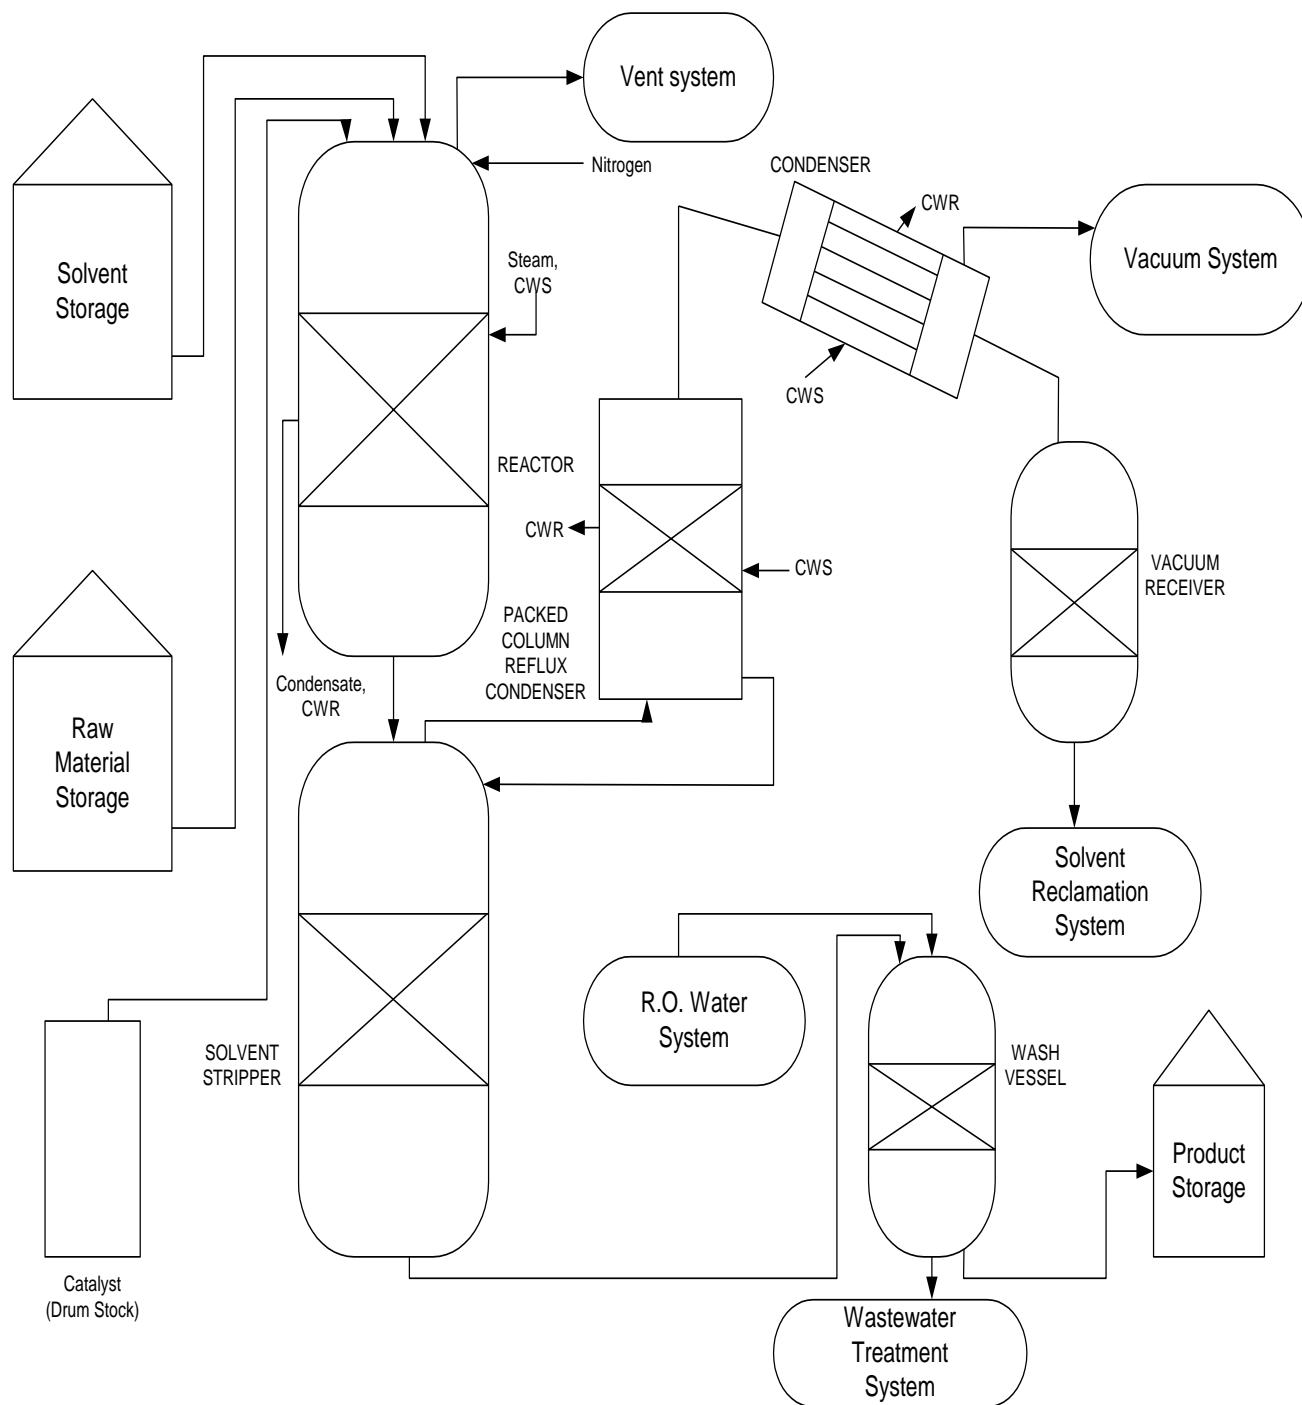 Vent system
Nitrogen
CONDENSER
CWR
Vacuum System
Solvent
Storage
Steam,
CWS
CWS
REACTOR
CWR
CWS
VACUUM
RECEIVER
PACKED
COLUMN
REFLUX
CONDENSER
Condensate,
CWR
Raw
Material
Storage
Solvent
Reclamation
System
R.O. Water
System
SOLVENT
STRIPPER
WASH
VESSEL
Product
Storage
Catalyst
(Drum Stock)
Wastewater
Treatment
System